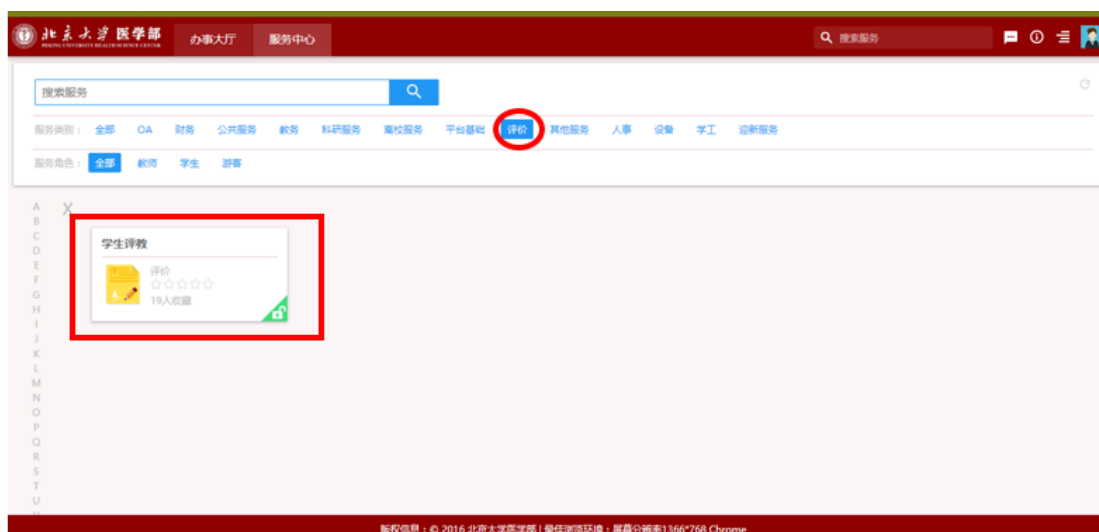 北京大学 医学部 办事大厅 服务中心 搜索服务
PEKING UNIVERSITY HEALTH SCIENCE CENTER
搜索服务
服务类别： 全部 OA 财务 公共服务 教务 科研服务 离校服务 平台基础 评价 其他服务 人事 设备 学工 迎新服务
服务角色： 全部 教师 学生 游客
A X
B
C
D
E
F
G
H
I
J
K
L
M
N
O
P
Q
R
S
T
U
学生评教
评价
19人收藏
版权信息：© 2016 北京大学医学部 | 最佳浏览环境：屏幕分辨率1366*768 Chrome